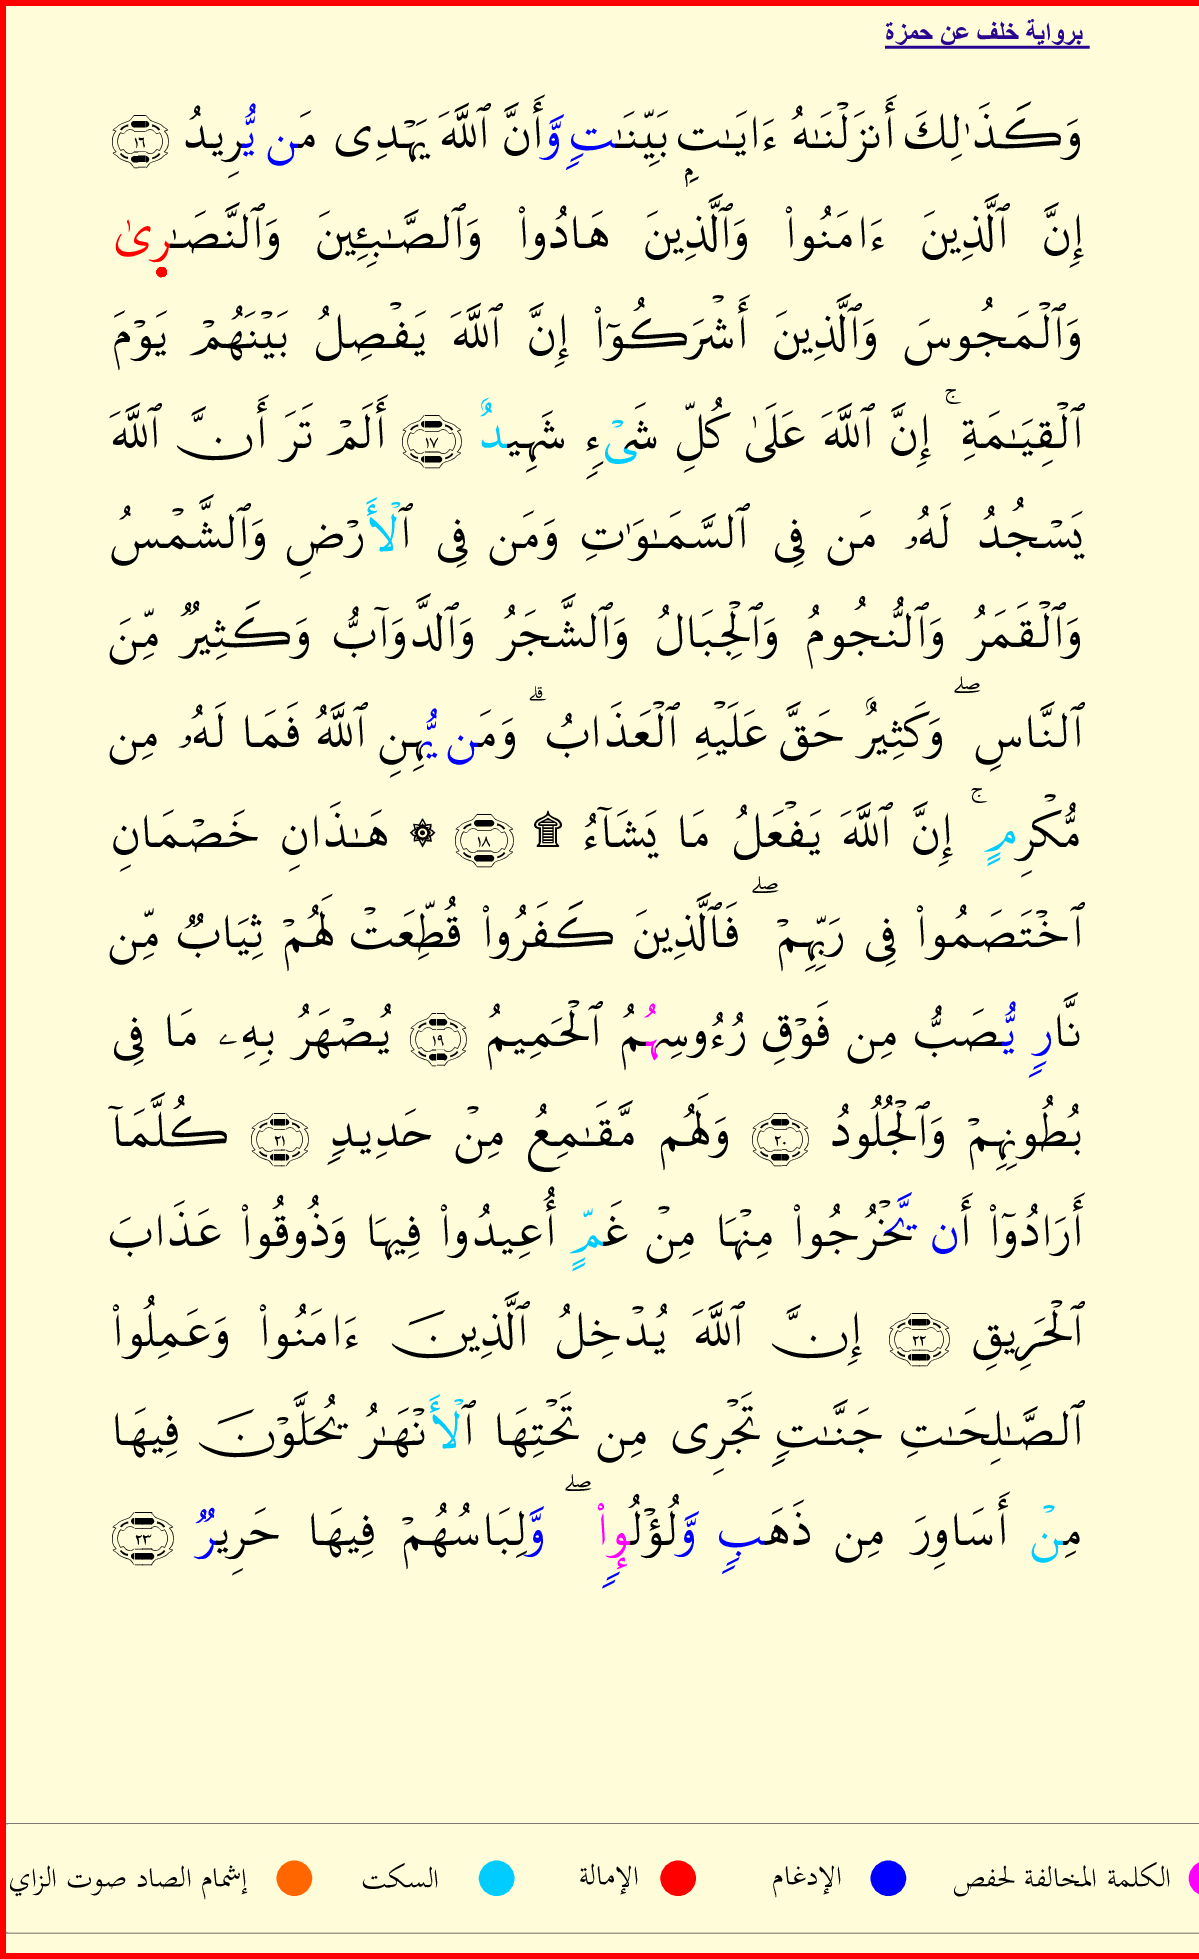 برواية خلف عن حمزة
وَكَذَٰلِكَ أَنزَلْنَٰهُ ءَايَٰتِۭ بَيِّنَٰتٖ وَّأَنَّ ٱللَّهَ يَهْدِى مَن يُّرِيدُ ١٦
إِنَّ ٱلَّذِينَ ءَامَنُوا۟ وَٱلَّذِينَ هَادُوا۟ وَٱلصَّٰبِـِٔينَ وَٱلنَّصَٰرِىٰ
وَٱلْمَجُوسَ وَٱلَّذِينَ أَشْرَكُوٓا۟ إِنَّ ٱللَّهَ يَفْصِلُ بَيْنَهُمْ يَوْمَ
ٱلْقِيَٰمَةِ ۚ إِنَّ ٱللَّهَ عَلَىٰ كُلِّ شَىْءٖ شَهِيدٌ ١٧ أَلَمْ تَرَ أَنَّ ٱللَّهَ
يَسْجُدُ لَهُۥ مَن فِى ٱلسَّمَٰوَٰتِ وَمَن فِى ٱلْأَرْضِ وَٱلشَّمْسُ
وَٱلْقَمَرُ وَٱلنُّجُومُ وَٱلْجِبَالُ وَٱلشَّجَرُ وَٱلدَّوَآبُّ وَكَثِيرٞ مِّنَ
ٱلنَّاسِ ۖ وَكَثِيرٌ حَقَّ عَلَيْهِ ٱلْعَذَابُ ۗ وَمَن يُّهِنِ ٱللَّهُ فَمَا لَهُۥ مِن
مُّكْرِمٍ ۚ إِنَّ ٱللَّهَ يَفْعَلُ مَا يَشَآءُ ۩ ١٨ ۞ هَٰذَانِ خَصْمَانِ
ٱخْتَصَمُوا۟ فِى رَبِّهِمْ ۖ فَٱلَّذِينَ كَفَرُوا۟ قُطِّعَتْ لَهُمْ ثِيَابٞ مِّن
نَّارٖ يُّصَبُّ مِن فَوْقِ رُءُوسِهُمُ ٱلْحَمِيمُ ١٩ يُصْهَرُ بِهِۦ مَا فِى
بُطُونِهِمْ وَٱلْجُلُودُ ٢٠ وَلَهُم مَّقَٰمِعُ مِنْ حَدِيدٖ ٢١ كُلَّمَآ
أَرَادُوٓا۟ أَن يَّخْرُجُوا۟ مِنْهَا مِنْ غَمٍّ أُعِيدُوا۟ فِيهَا وَذُوقُوا۟ عَذَابَ
ٱلْحَرِيقِ ٢٢ إِنَّ ٱللَّهَ يُدْخِلُ ٱلَّذِينَ ءَامَنُوا۟ وَعَمِلُوا۟
ٱلصَّٰلِحَٰتِ جَنَّٰتٖ تَجْرِى مِن تَحْتِهَا ٱلْأَنْهَٰرُ يُحَلَّوْنَ فِيهَا
مِنْ أَسَاوِرَ مِن ذَهَبٖ وَّلُؤْلُوٕٖا۟ ۖ وَّلِبَاسُهُمْ فِيهَا حَرِيرٞ ٢٣
الكلمة المخالفة لحفص الإدغام الإمالة السكت إشمام الصاد صوت الزاي